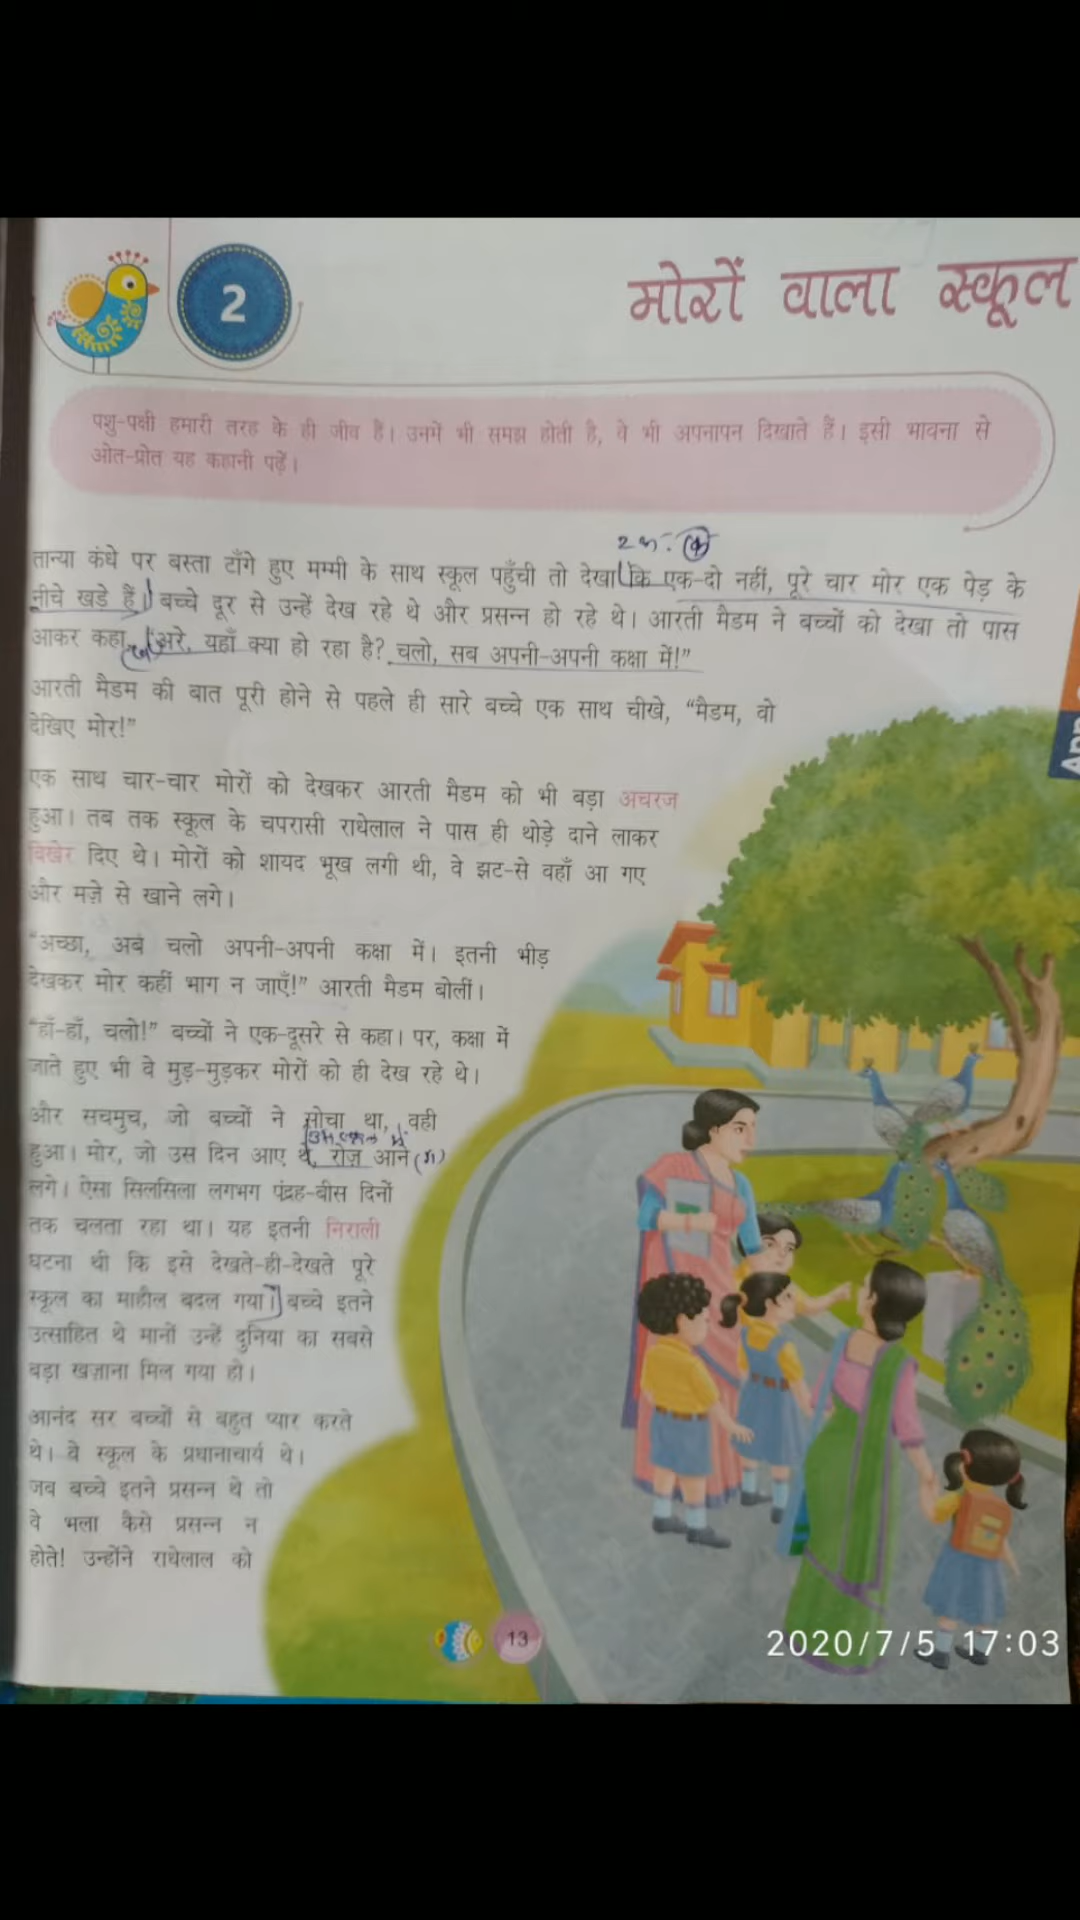 2
मोरों वाला स्कूल
पशु-पक्षी हमारी तरह के ही जीव हैं। उनमें भी समझ होती है, वे भी अपनापन दिखाते हैं। इसी भावना से
ओत-प्रोत यह कहानी पढ़ें।
तान्या कंधे पर बस्ता टाँगे हुए मम्मी के साथ स्कूल पहुँची तो देखा कि एक-दो नहीं, पूरे चार मोर एक पेड़ के
नीचे खड़े हैं। बच्चे दूर से उन्हें देख रहे थे और प्रसन्न हो रहे थे। आरती मैडम ने बच्चों को देखा तो पास
आकर कहा, “अरे, यहाँ क्या हो रहा है? चलो, सब अपनी-अपनी कक्षा में!”
आरती मैडम की बात पूरी होने से पहले ही सारे बच्चे एक साथ चीखे, “मैडम, वो
देखिए मोर!”
एक साथ चार-चार मोरों को देखकर आरती मैडम को भी बड़ा अचरज
हुआ। तब तक स्कूल के चपरासी राधेलाल ने पास ही थोड़े दाने लाकर
बिखेर दिए थे। मोरों को शायद भूख लगी थी, वे झट-से वहाँ आ गए
और मज़े से खाने लगे।
“अच्छा, अब चलो अपनी-अपनी कक्षा में। इतनी भीड़
देखकर मोर कहीं भाग न जाएँ!” आरती मैडम बोलीं।
“हाँ-हाँ, चलो!” बच्चों ने एक-दूसरे से कहा। पर, कक्षा में
जाते हुए भी वे मुड़-मुड़कर मोरों को ही देख रहे थे।
और सचमुच, जो बच्चों ने सोचा था, वही
हुआ। मोर, जो उस दिन आए थे, रोज़ आने
लगे। ऐसा सिलसिला लगभग पंद्रह-बीस दिनों
तक चलता रहा था। यह इतनी निराली
घटना थी कि इसे देखते-ही-देखते पूरे
स्कूल का माहौल बदल गया। बच्चे इतने
उत्साहित थे मानों उन्हें दुनिया का सबसे
बड़ा खज़ाना मिल गया हो।
आनंद सर बच्चों से बहुत प्यार करते
थे। वे स्कूल के प्रधानाचार्य थे।
जब बच्चे इतने प्रसन्न थे तो
वे भला कैसे प्रसन्न न
होते! उन्होंने राधेलाल को
13
2020/7/5 17:03